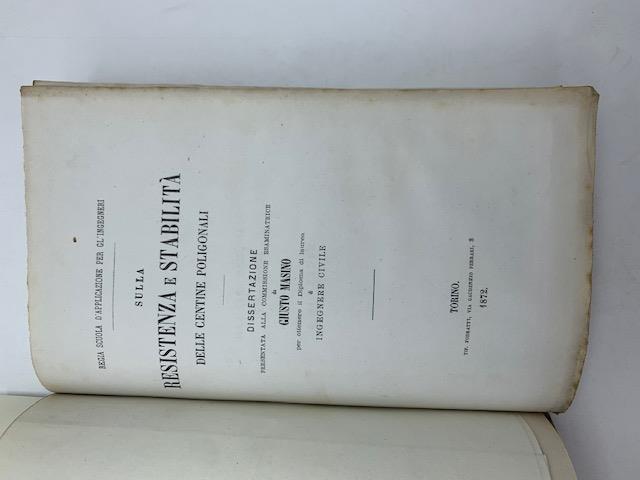 REGIA SCUOLA D'APPLICAZIONE PER GL'INGEGNERI
SULLA
RESISTENZA E STABILITÀ
DELLE CENTINE POLIGONALI
DISSERTAZIONE
PRESENTATA ALLA COMMISSIONE ESAMINATRICE
da
GIUSTO MASINO
per ottenere il Diploma di laurea
di
INGEGNERE CIVILE
TORINO.
TIP. FODRATTI, VIA GAUDENZIO FERRARI, 3
1872.